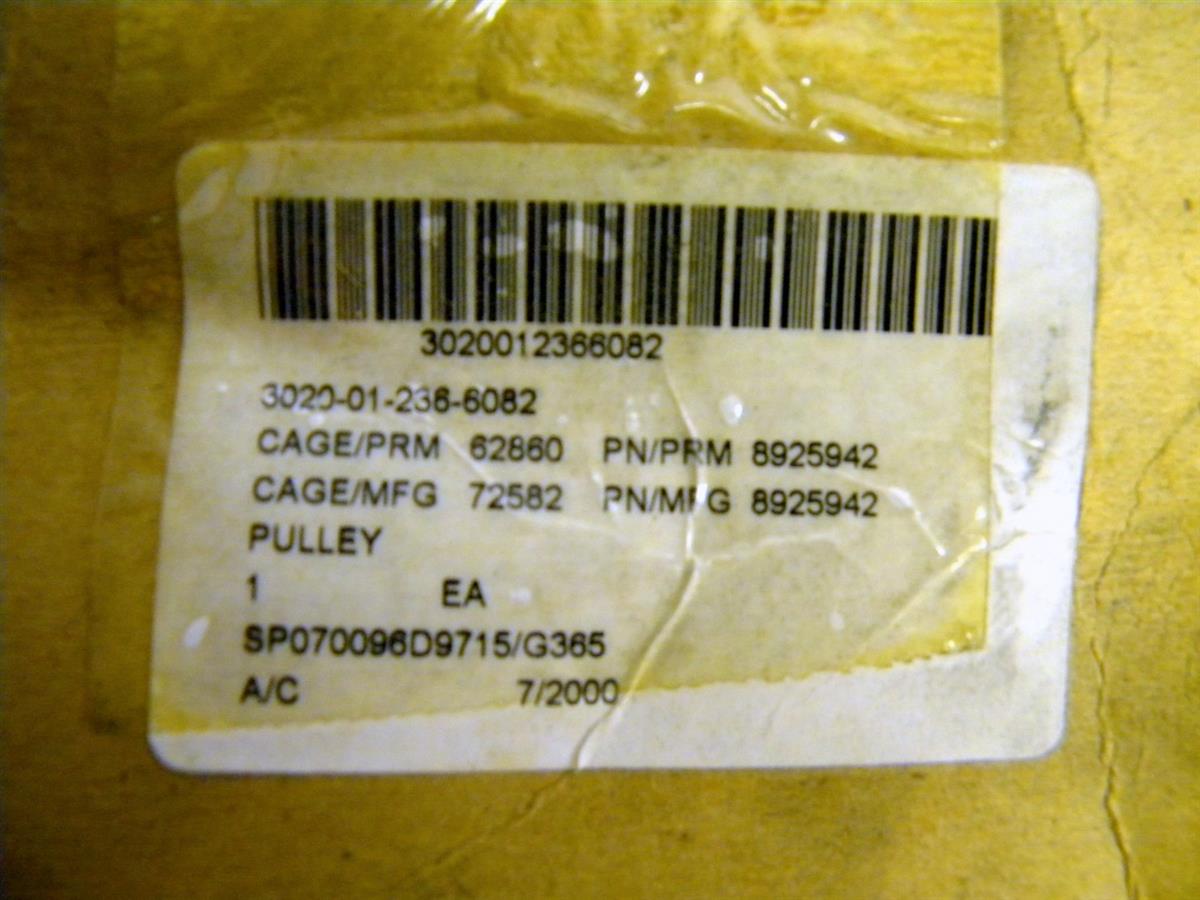 3020012366082
3020-01-236-6082
CAGE/PRM 62860 PN/PRM 8925942
CAGE/MFG 72582 PN/MFG 8925942
PULLEY
1 EA
SP070096D9715/G365
A/C 7/2000